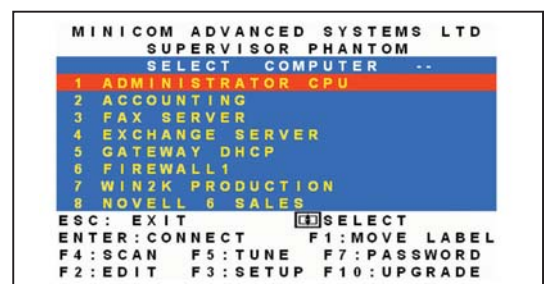 MINICOM ADVANCED SYSTEMS LTD
SUPERVISOR PHANTOM
SELECT COMPUTER --
1 ADMINISTRATOR CPU
2 ACCOUNTING
3 FAX SERVER
4 EXCHANGE SERVER
5 GATEWAY DHCP
6 FIREWALL1
7 WIN2K PRODUCTION
8 NOVELL 6 SALES
ESC: EXIT SELECT
ENTER:CONNECT F1:MOVE LABEL
F4:SCAN F5:TUNE F7:PASSWORD
F2:EDIT F3:SETUP F10:UPGRADE